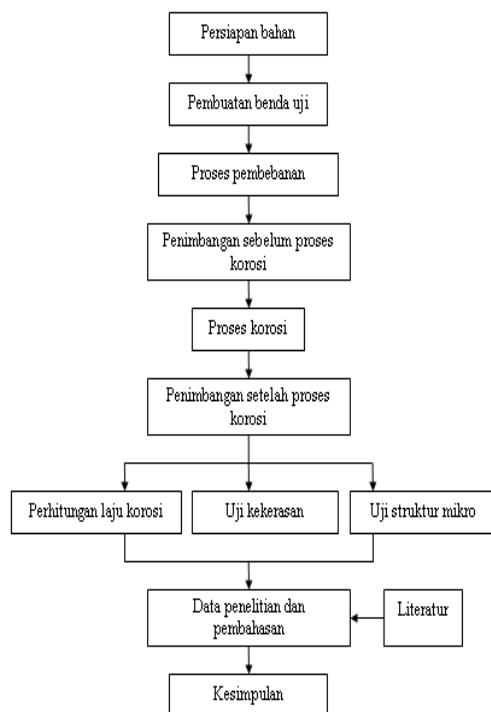 Persiapan bahan
Pembuatan benda uji
Proses pembebanan
Penimbangan sebelum proses
korosi
Proses korosi
Penimbangan setelah proses
korosi
Perhitungan laju korosi
Uji kekerasan
Uji struktur mikro
Data penelitian dan
pembahasan
Literatur
Kesimpulan